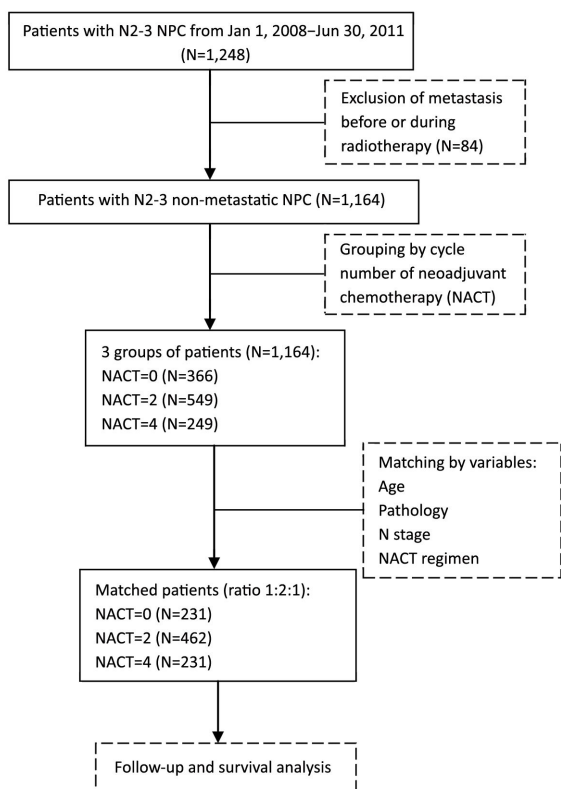 Patients with N2-3 NPC from Jan 1, 2008–Jun 30, 2011
(N=1,248)
Exclusion of metastasis
before or during
radiotherapy (N=84)
Patients with N2-3 non-metastatic NPC (N=1,164)
Grouping by cycle
number of neoadjuvant
chemotherapy (NACT)
3 groups of patients (N=1,164):
NACT=0 (N=366)
NACT=2 (N=549)
NACT=4 (N=249)
Matching by variables:
Age
Pathology
N stage
NACT regimen
Matched patients (ratio 1:2:1):
NACT=0 (N=231)
NACT=2 (N=462)
NACT=4 (N=231)
Follow-up and survival analysis